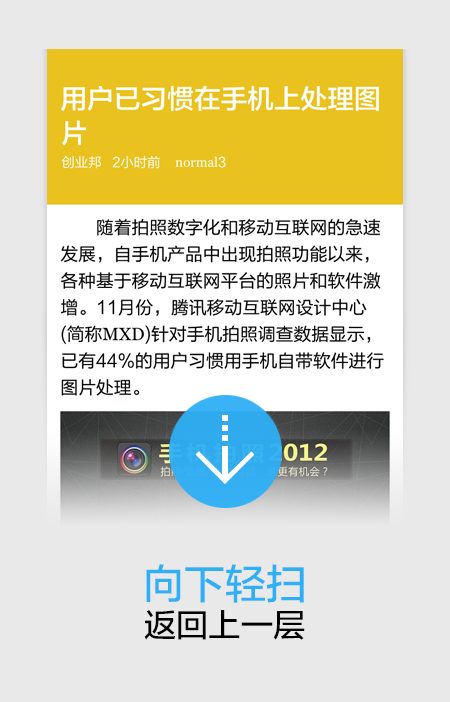 用户已习惯在手机上处理图
片
创业邦 2小时前 normal3
随着拍照数字化和移动互联网的急速
发展，自手机产品中出现拍照功能以来，
各种基于移动互联网平台的照片和软件激
增。11月份，腾讯移动互联网设计中心
(简称MXD)针对手机拍照调查数据显示，
已有44%的用户习惯用手机自带软件进行
图片处理。
手机 照 2012
拍 更有机会？
向下轻扫
返回上一层